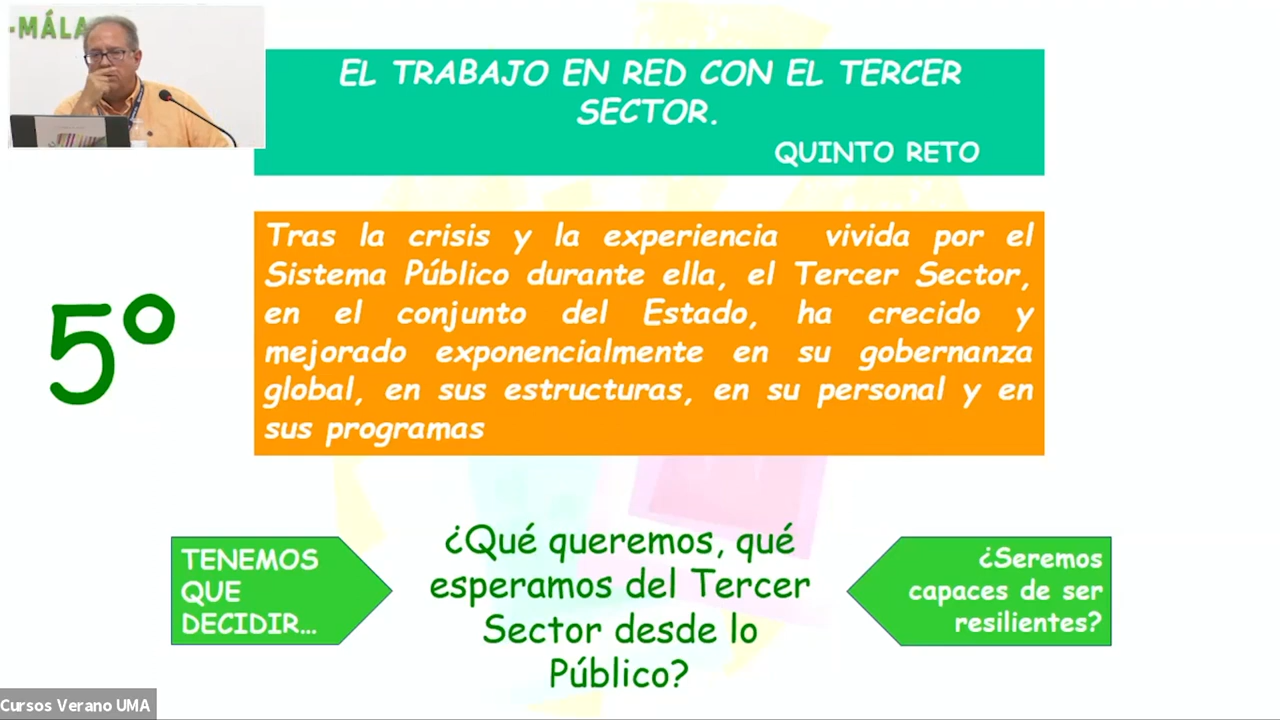 -MÁLA
EL TRABAJO EN RED CON EL TERCER
SECTOR.
QUINTO RETO
5º
Tras la crisis y la experiencia vivida por el
Sistema Público durante ella, el Tercer Sector,
en el conjunto del Estado, ha crecido y
mejorado exponencialmente en su gobernanza
global, en sus estructuras, en su personal y en
sus programas
TENEMOS
QUE
DECIDIR...
¿Qué queremos, qué
esperamos del Tercer
Sector desde lo
Público?
¿Seremos
capaces de ser
resilientes?
Cursos Verano UMA